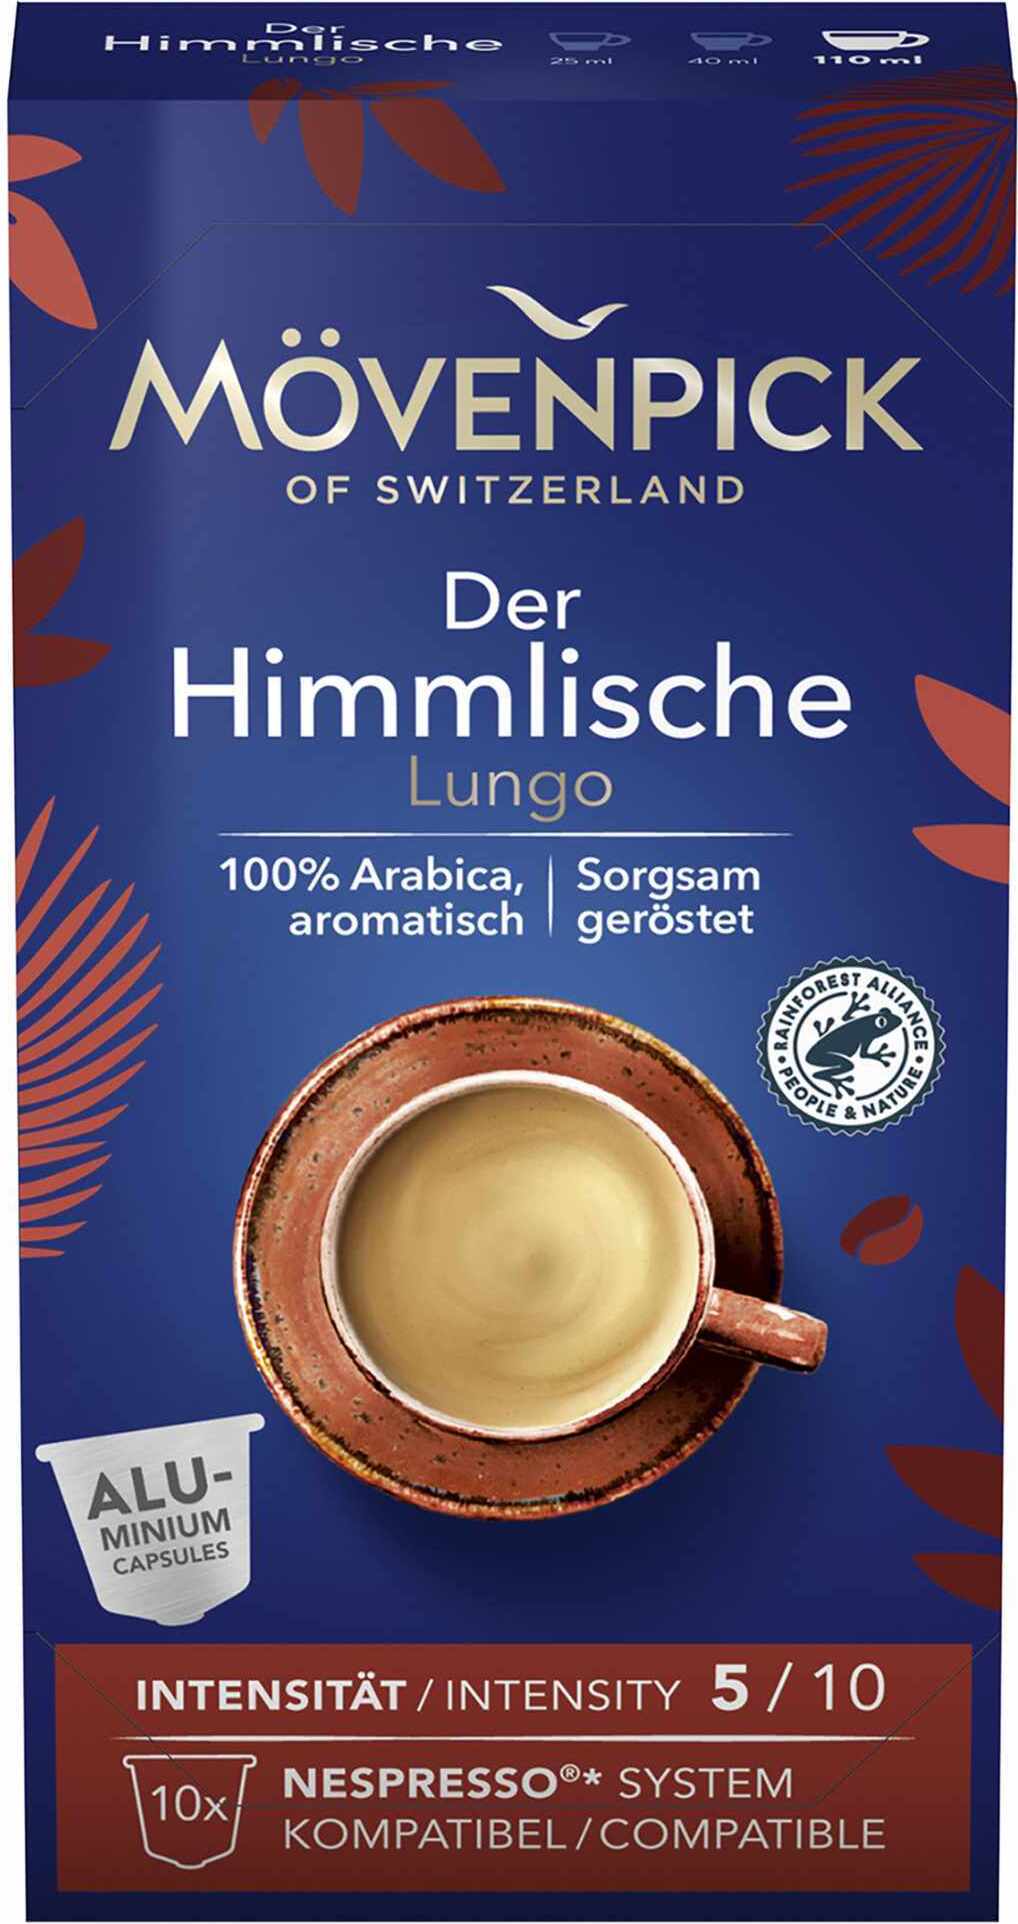 Der
Himmlische
Lungo
25 ml
40 ml
110 ml
MÖVENPICK
OF SWITZERLAND
Der
Himmlische
Lungo
100% Arabica,
aromatisch
Sorgsam
geröstet
RAINFOREST ALLIANCE
PEOPLE & NATURE
ALU-
MINIUM
CAPSULES
INTENSITÄT / INTENSITY 5 / 10
10x
NESPRESSO®* SYSTEM
KOMPATIBEL / COMPATIBLE